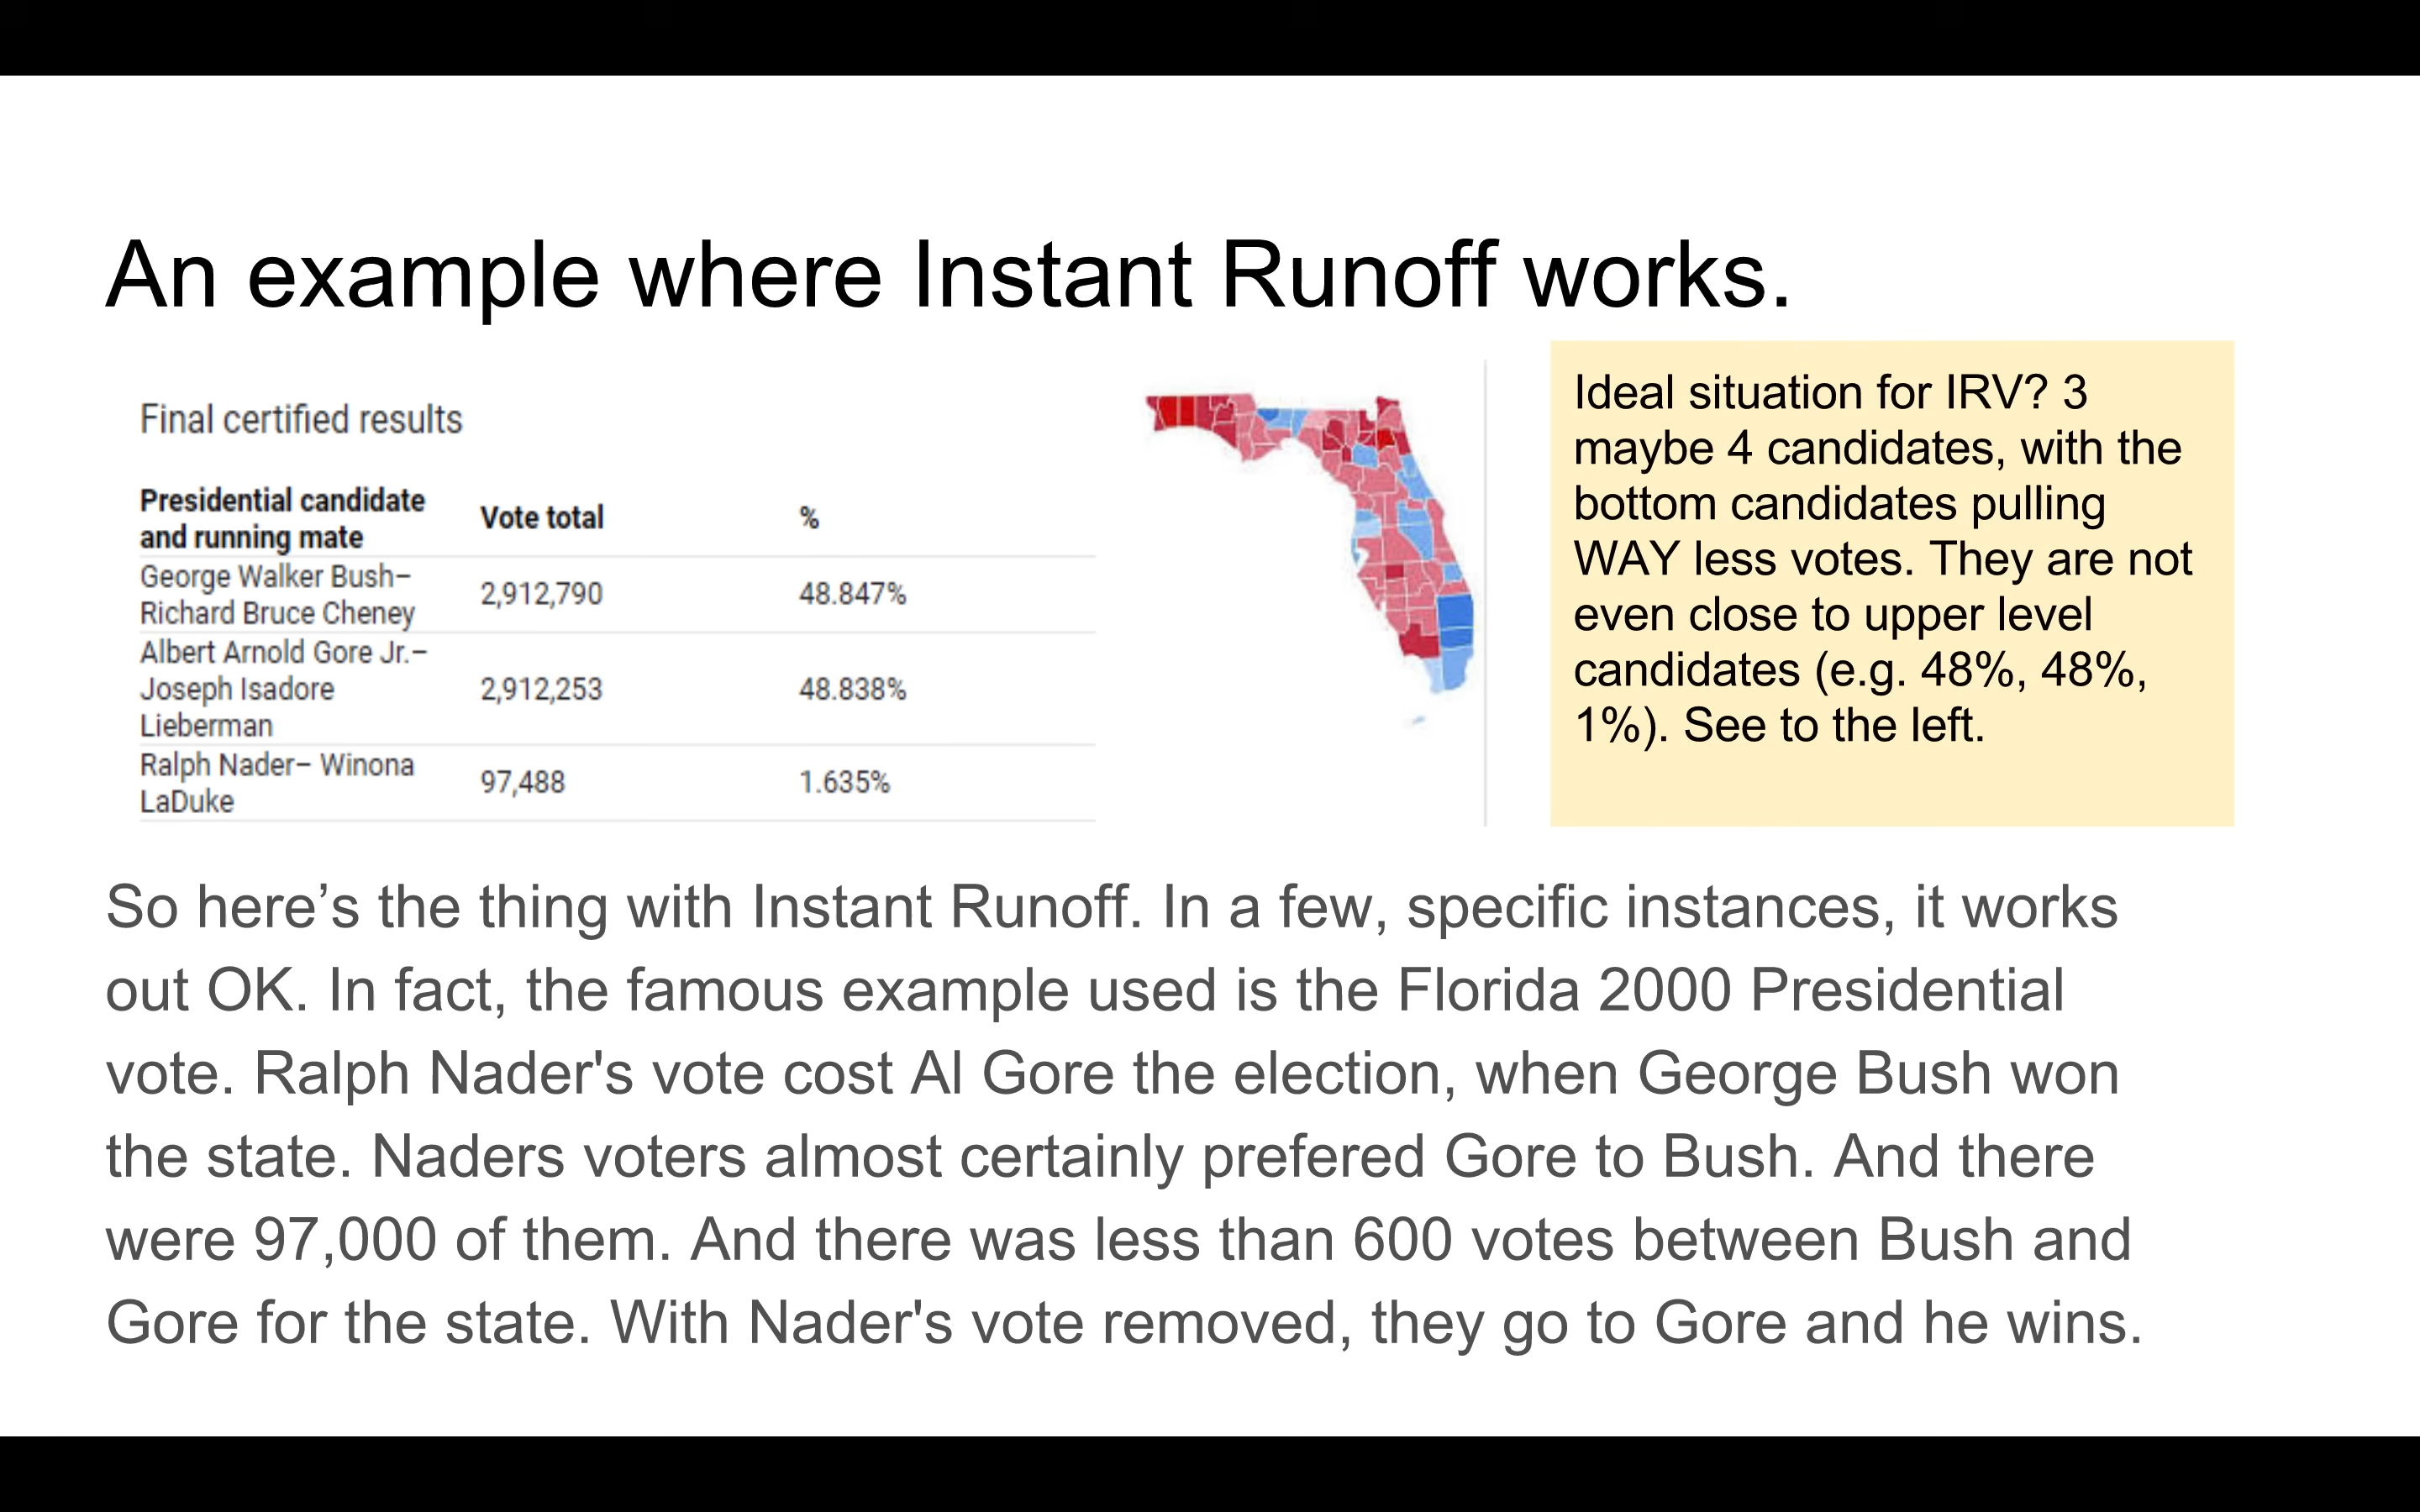 An example where Instant Runoff works.
Final certified results
Presidential candidate
and running mate
Vote total
%
George Walker Bush–
Richard Bruce Cheney
2,912,790
48.847%
Albert Arnold Gore Jr.–
Joseph Isadore
Lieberman
2,912,253
48.838%
Ralph Nader– Winona
LaDuke
97,488
1.635%
Ideal situation for IRV? 3
maybe 4 candidates, with the
bottom candidates pulling
WAY less votes. They are not
even close to upper level
candidates (e.g. 48%, 48%,
1%). See to the left.
So here’s the thing with Instant Runoff. In a few, specific instances, it works
out OK. In fact, the famous example used is the Florida 2000 Presidential
vote. Ralph Nader's vote cost Al Gore the election, when George Bush won
the state. Naders voters almost certainly prefered Gore to Bush. And there
were 97,000 of them. And there was less than 600 votes between Bush and
Gore for the state. With Nader's vote removed, they go to Gore and he wins.